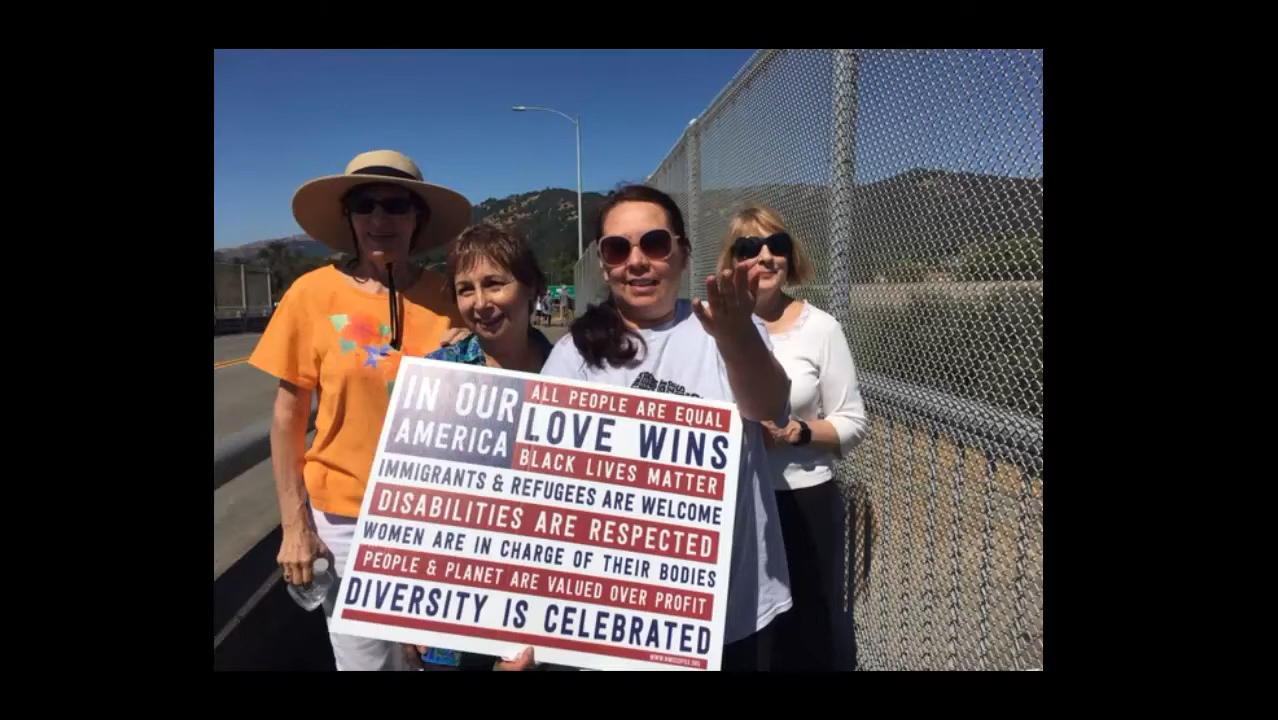 IN OUR
AMERICA
ALL PEOPLE ARE EQUAL
LOVE WINS
BLACK LIVES MATTER
IMMIGRANTS & REFUGEES ARE WELCOME
DISABILITIES ARE RESPECTED
WOMEN ARE IN CHARGE OF THEIR BODIES
PEOPLE & PLANET ARE VALUED OVER PROFIT
DIVERSITY IS CELEBRATED